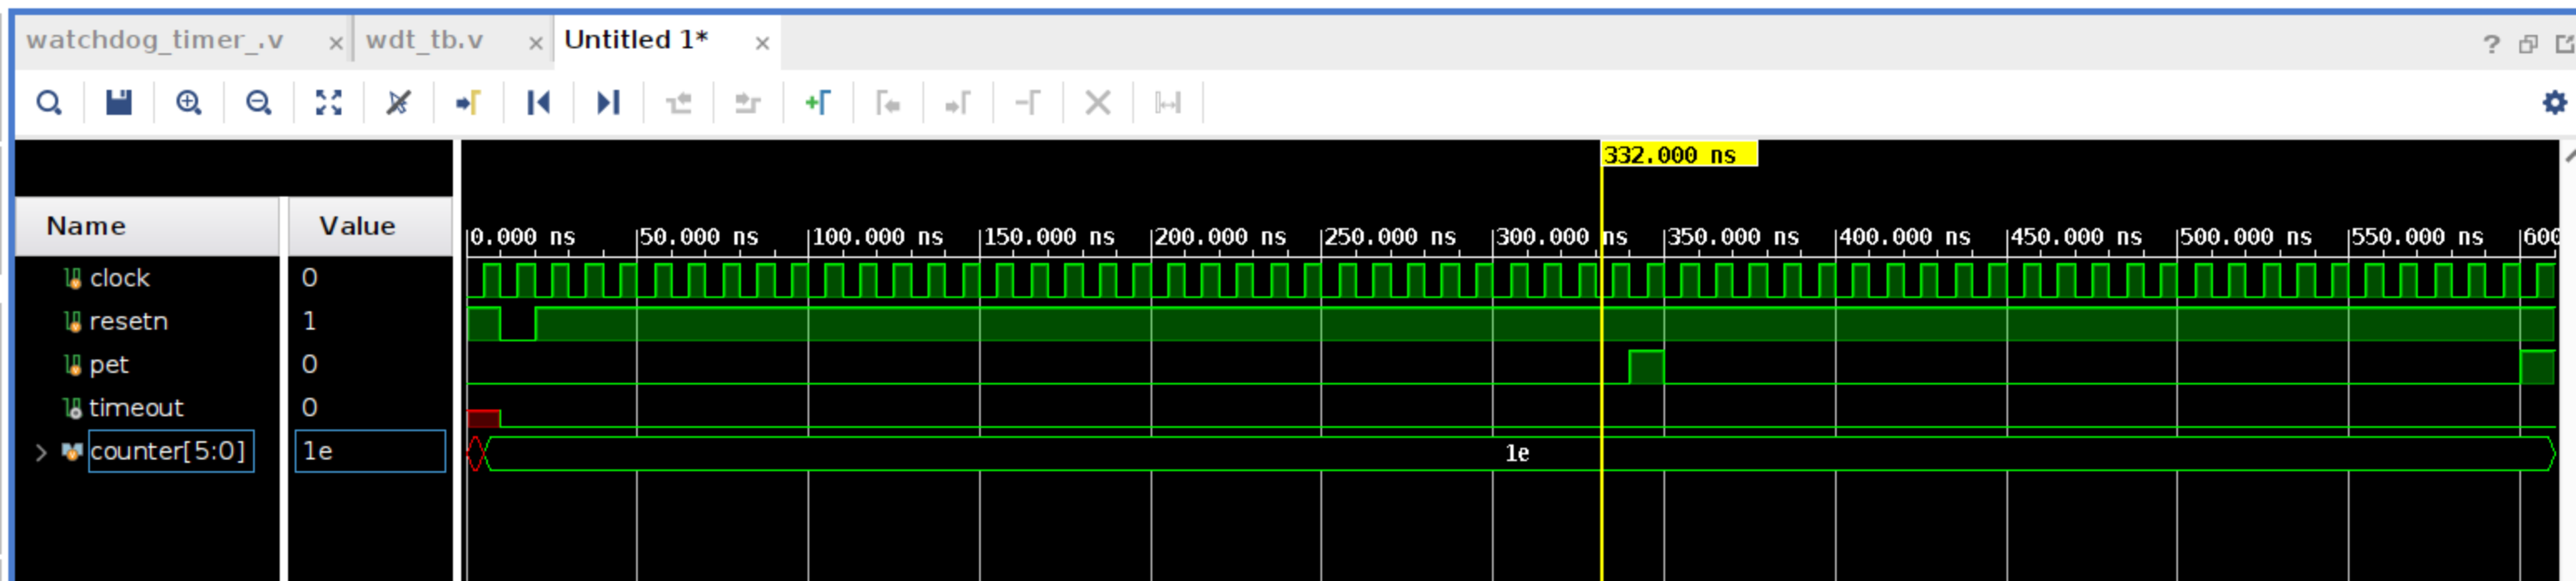 watchdog_timer_.v × wdt_tb.v × Untitled 1* ×
?
332.000 ns
Name Value
0.000 ns 50.000 ns 100.000 ns 150.000 ns 200.000 ns 250.000 ns 300.000 ns 350.000 ns 400.000 ns 450.000 ns 500.000 ns 550.000 ns 600
clock 0
resetn 1
pet 0
timeout 0
counter[5:0] 1e 1e